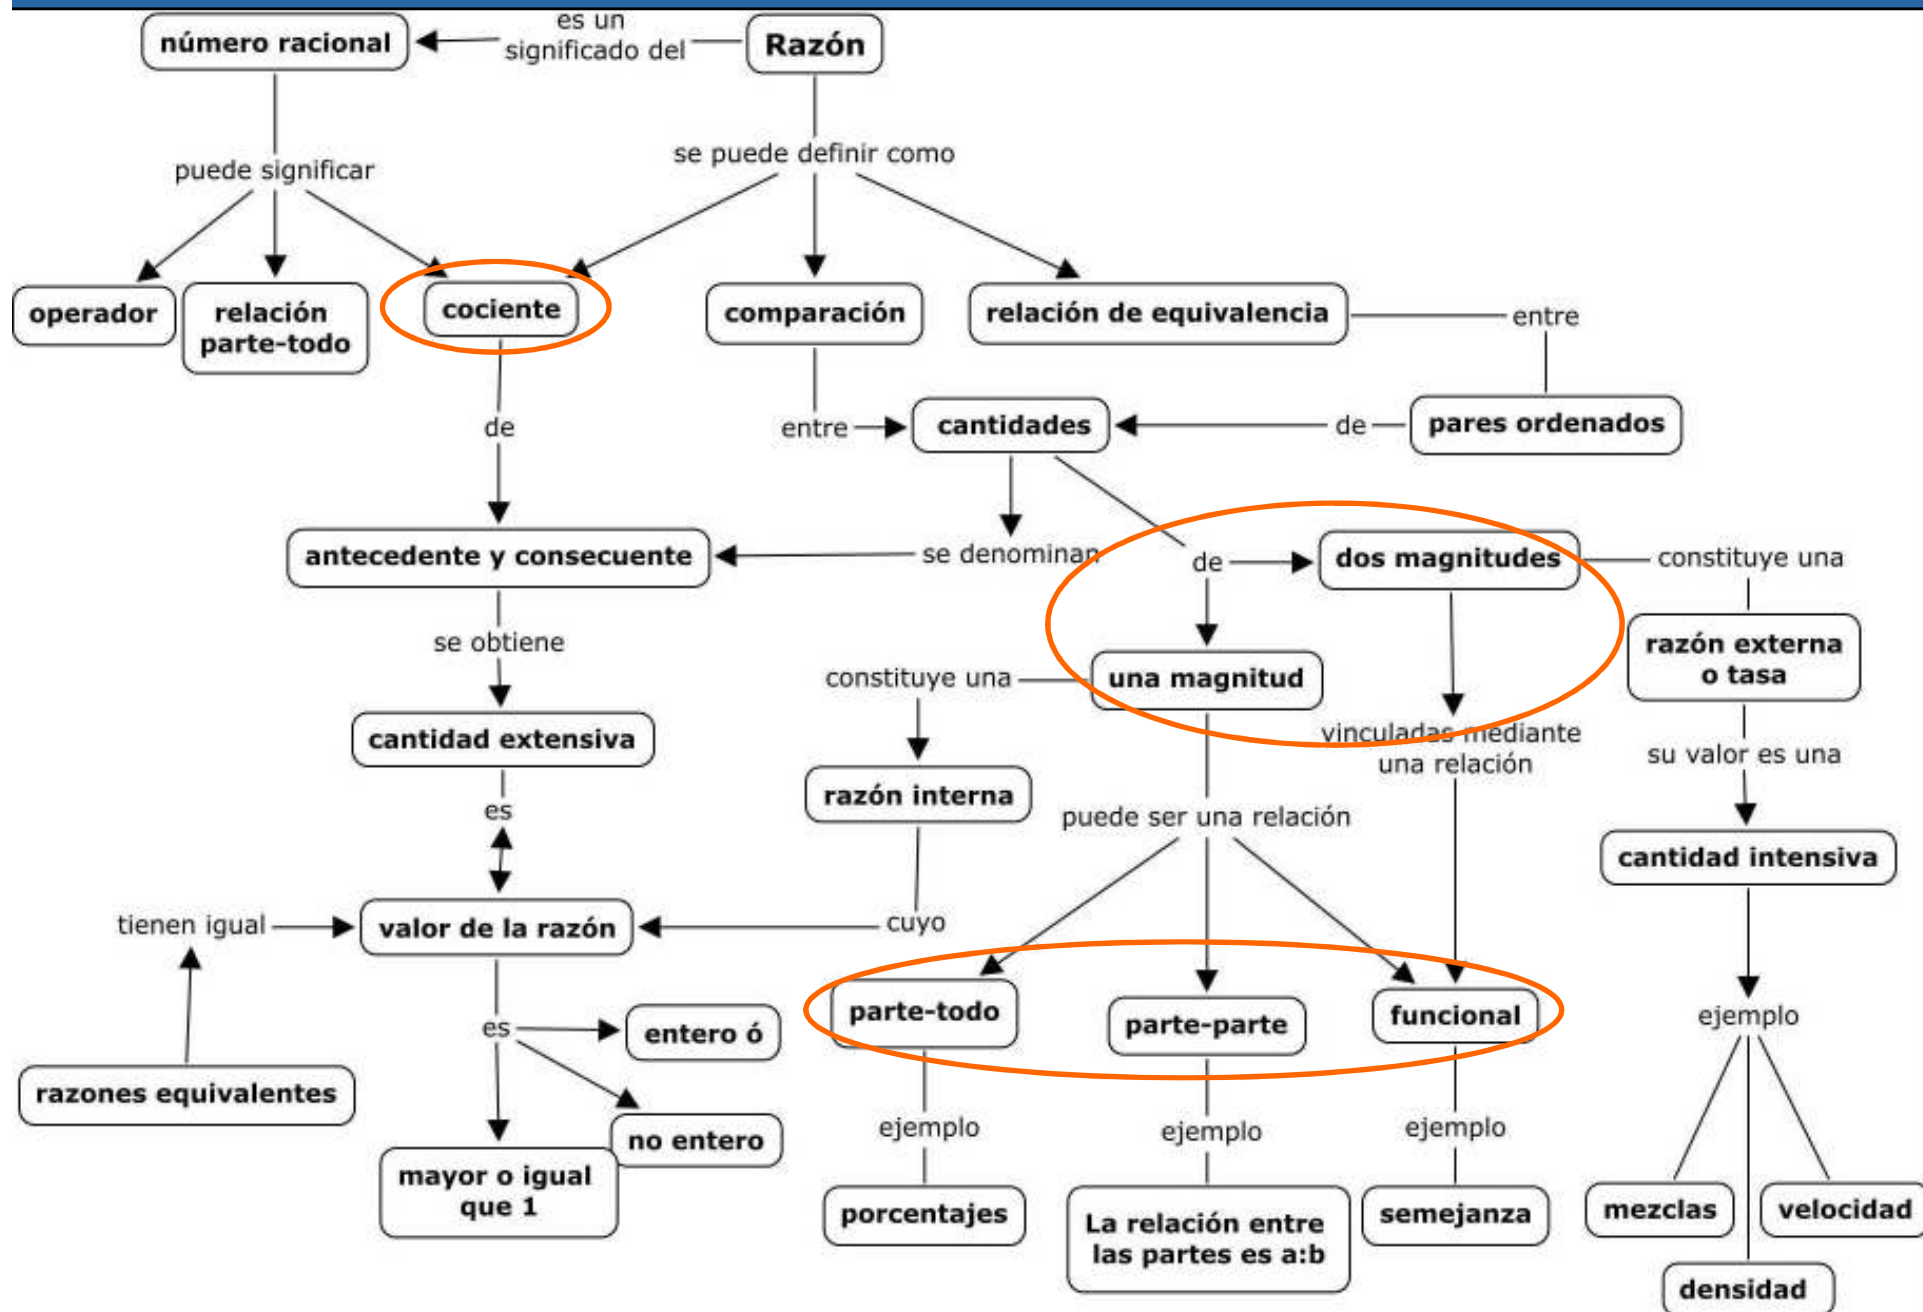 es un
significado del
número racional
Razón
puede significar
se puede definir como
operador
relación
parte-todo
cociente
comparación
relación de equivalencia
entre
de
entre
cantidades
de
pares ordenados
antecedente y consecuente
se denominan
de
dos magnitudes
constituye una
se obtiene
constituye una
una magnitud
razón externa
o tasa
cantidad extensiva
vinculadas mediante
una relación
su valor es una
es
razón interna
puede ser una relación
cantidad intensiva
tienen igual
valor de la razón
cuyo
es
entero ó
parte-todo
parte-parte
funcional
ejemplo
razones equivalentes
no entero
ejemplo
ejemplo
ejemplo
mayor o igual
que 1
porcentajes
La relación entre
las partes es a:b
semejanza
mezclas
velocidad
densidad